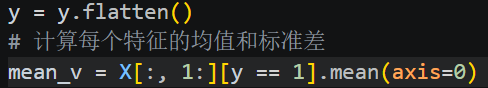 y = y.flatten()
# 计算每个特征的均值和标准差
mean_v = X[:, 1:][y == 1].mean(axis=0)